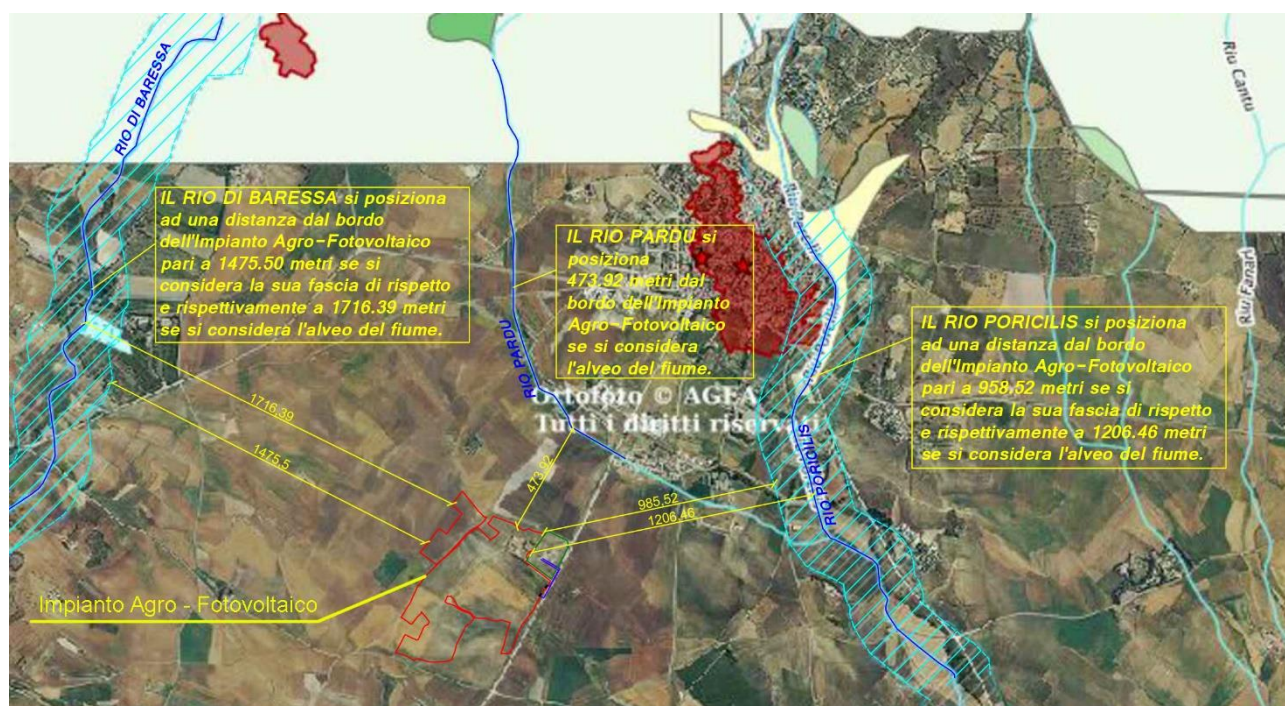 RIO DI BARESSA
Riu Cantu
IL RIO DI BARESSA si posiziona
ad una distanza dal bordo
dell'Impianto Agro-Fotovoltaico
pari a 1475.50 metri se si
considera la sua fascia di rispetto
e rispettivamente a 1716.39 metri
se si considera l'alveo del fiume.
IL RIO PARDU si
posiziona
473.92 metri dal
bordo dell'Impianto
Agro-Fotovoltaico
se si considera
l'alveo del fiume.
Riu Fanari
IL RIO PORICILIS si posiziona
ad una distanza dal bordo
dell'Impianto Agro-Fotovoltaico
pari a 958.52 metri se si
considera la sua fascia di rispetto
e rispettivamente a 1206.46 metri
se si considera l'alveo del fiume.
RIO PARDU
Ortofoto © AGEA
Tutti i diritti riservati
1716,39
1475.5
473.92
985,52
1206.46
RIO PORICILIS
Impianto Agro - Fotovoltaico